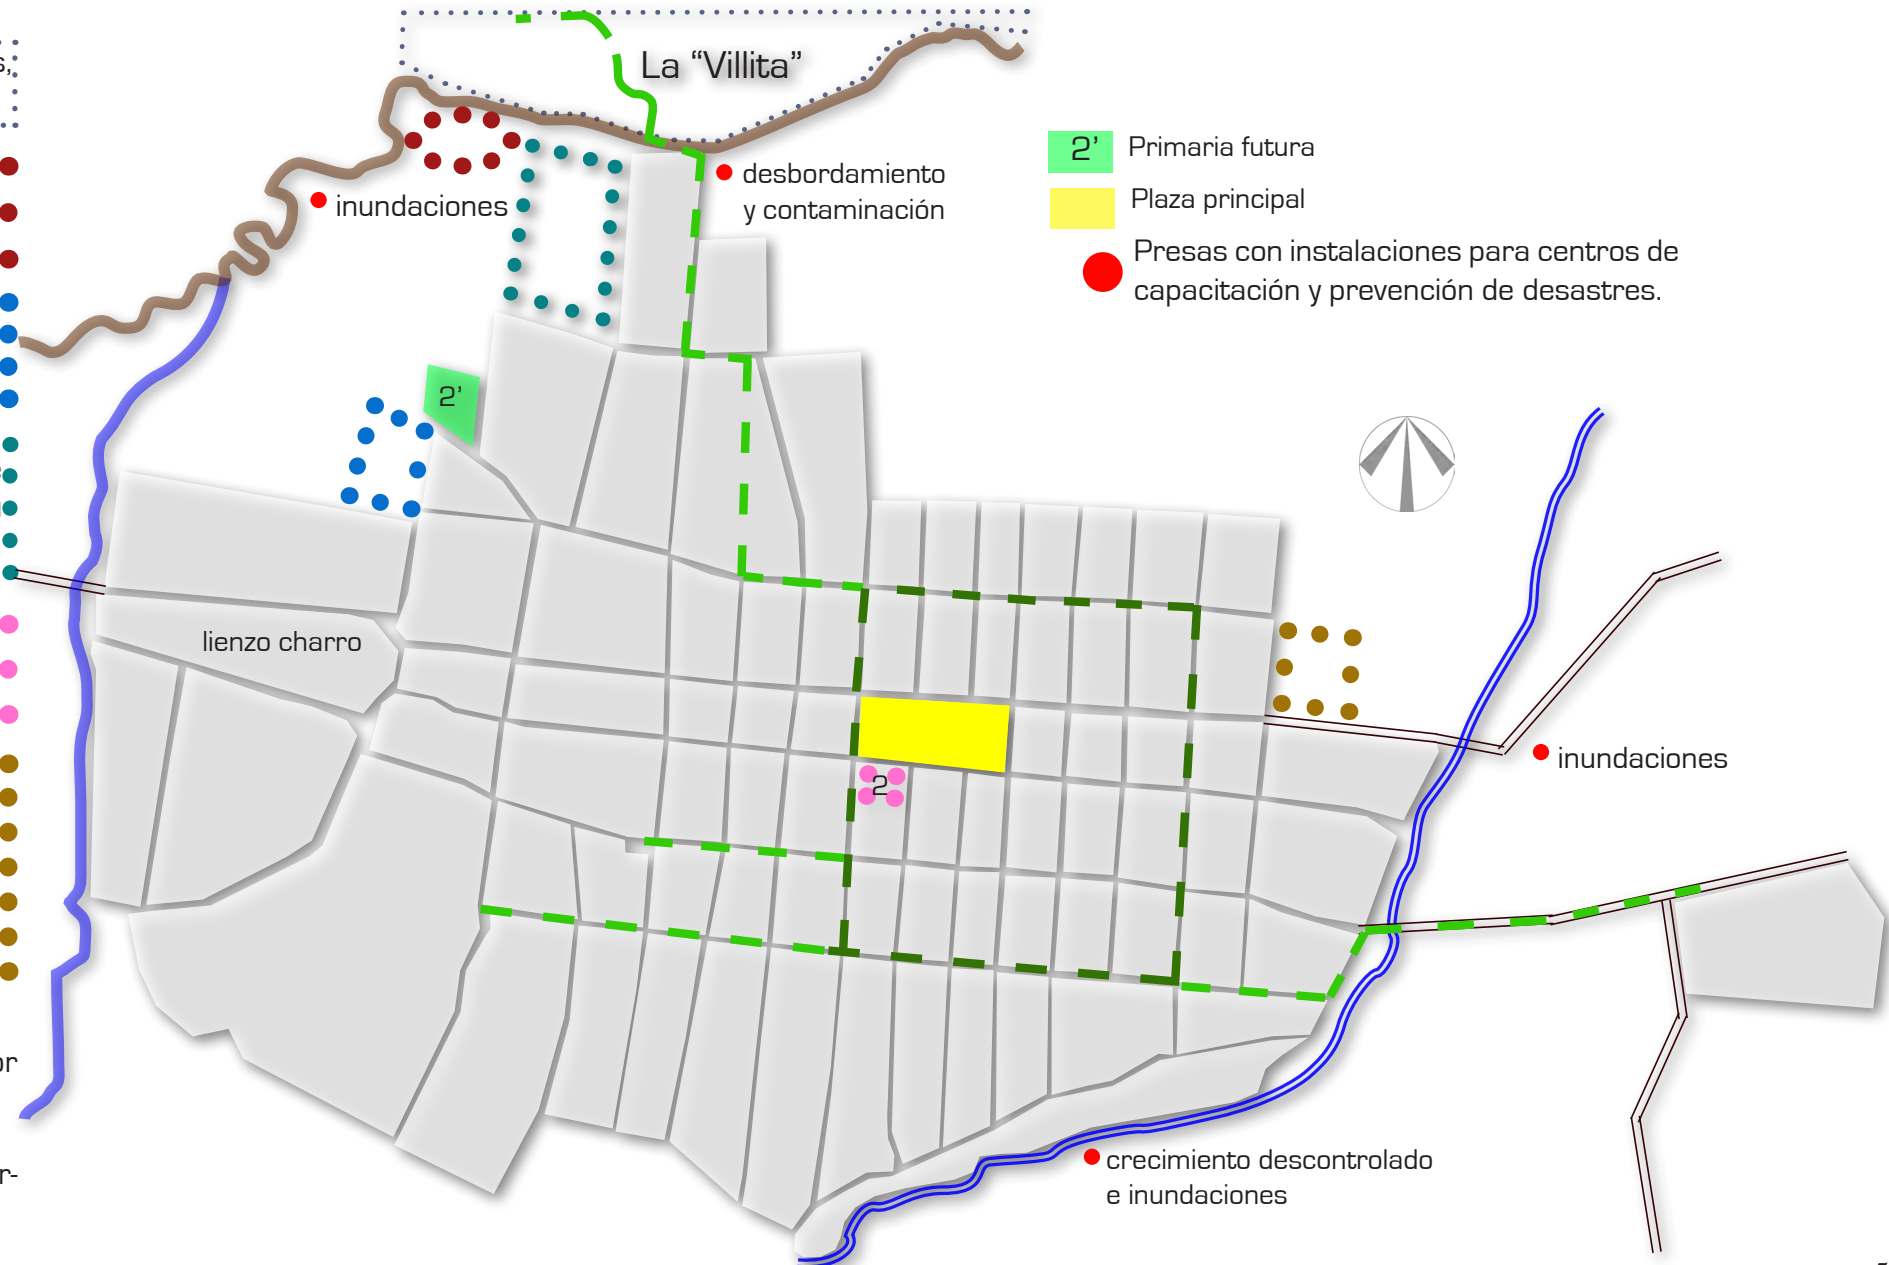 La “Villita”
s,
2’ Primaria futura
desbordamiento
y contaminación
inundaciones
Plaza principal
Presas con instalaciones para centros de
capacitación y prevención de desastres.
2’
lienzo charro
inundaciones
2
or
crecimiento descontrolado
e inundaciones
r-